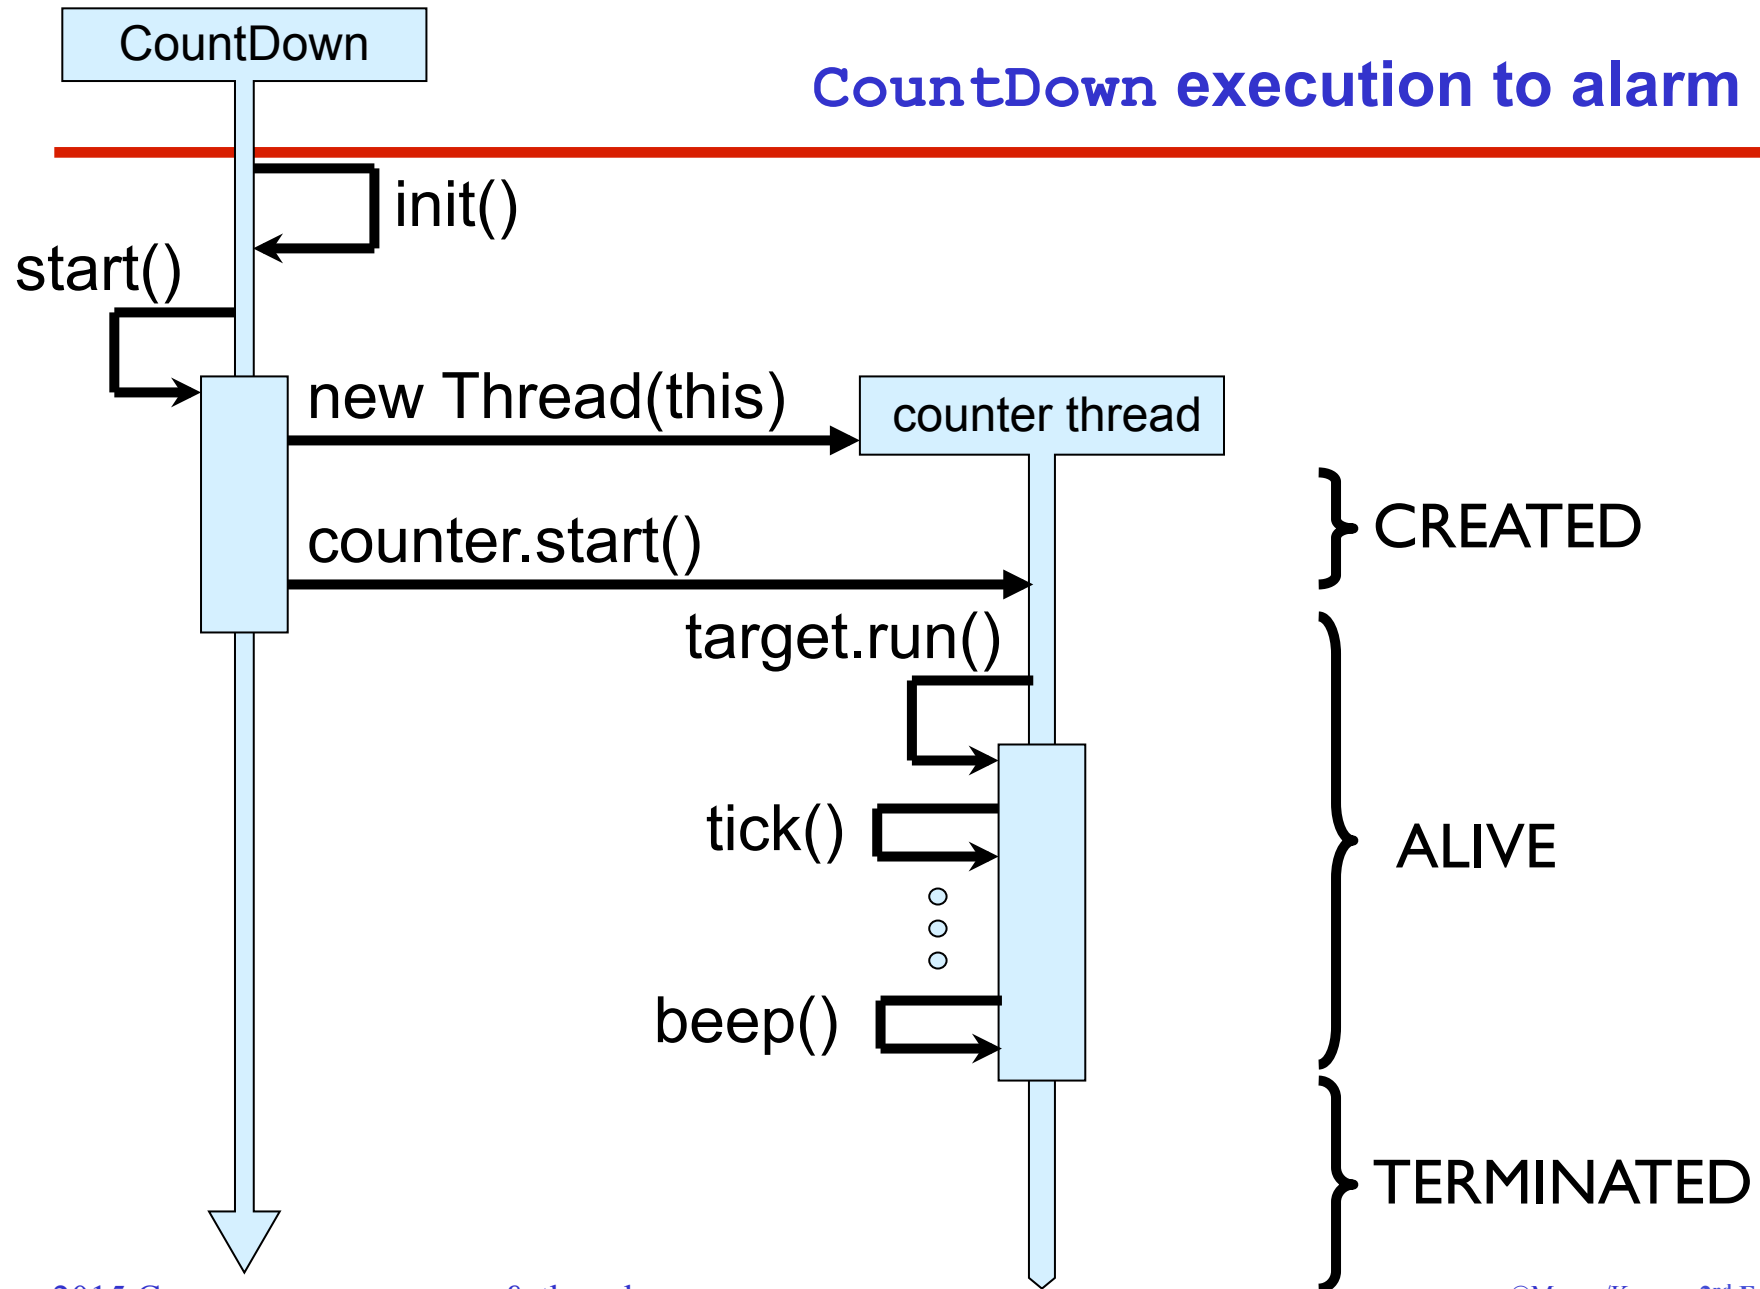 CountDown
CountDown execution to alarm
init()
start()
new Thread(this)
counter thread
CREATED
counter.start()
target.run()
tick()
ALIVE
beep()
TERMINATED
2015